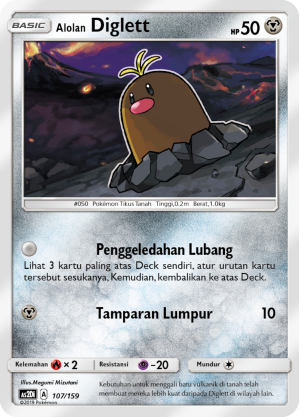 BASIC Alolan Diglett HP 50
#050 Pokémon Tikus Tanah Tinggi,0.2m Berat,1.0kg
Penggeledahan Lubang
Lihat 3 kartu paling atas Deck sendiri, atur urutan kartu
tersebut sesukanya, Kemudian, kembalikan ke atas Deck.
Tamparan Lumpur 10
Kelemahan × 2 Resistansi -20 Mundur
Illus.Megumi Mizutani
AS2DI A 107/159
©2019 Pokémon
Kebutuhan untuk menggali batu vulkanik di tanah telah
membuat mereka lebih kuat daripada Diglett di wilayah lain.